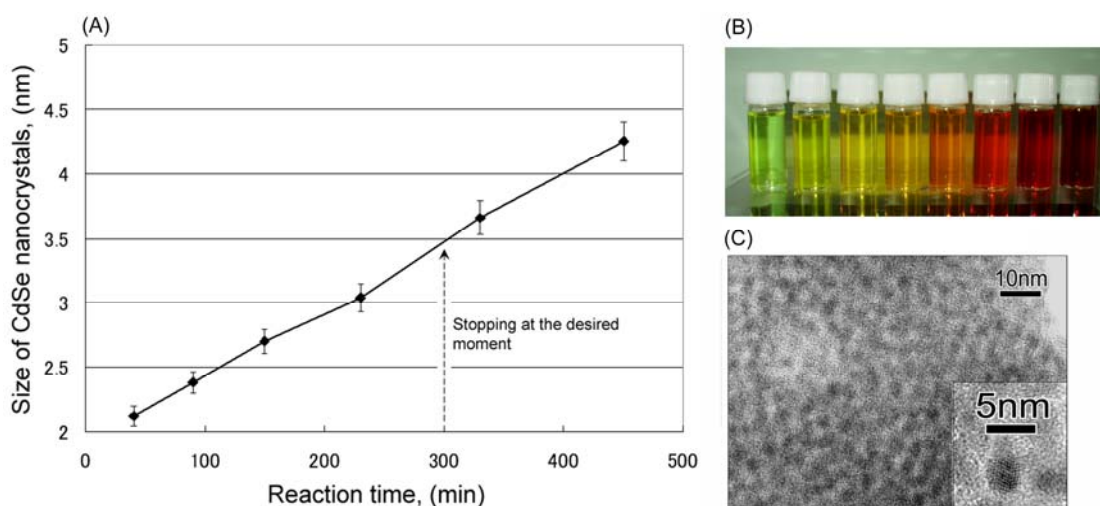 (A)
5
4.5
4
3.5
3
2.5
2
Size of CdSe nanocrystals, (nm)
Stopping at the desired
moment
0
100
200
300
400
500
Reaction time, (min)
(B)
(C)
10nm
5nm